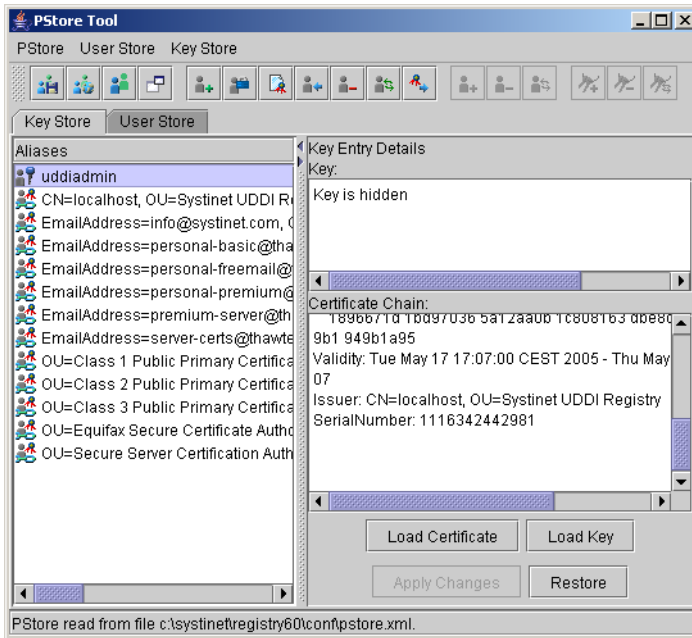 PStore Tool
PStore User Store Key Store
Key Store User Store
Aliases
uddiadmin
CN=localhost, OU=Systinet UDDI R
EmailAddress=info@systinet.com,
EmailAddress=personal-basic@tha
EmailAddress=personal-freemail@
EmailAddress=personal-premium@
EmailAddress=premium-server@th
EmailAddress=server-certs@thawte
OU=Class 1 Public Primary Certifica
OU=Class 2 Public Primary Certifica
OU=Class 3 Public Primary Certifica
OU=Equifax Secure Certificate Autho
OU=Secure Server Certification Auth
Key Entry Details
Key:
Key is hidden
Certificate Chain:
1896671d 1bd97036 5a12aa0b 1c808163 dbe8d
9b1 949b1a95
Validity: Tue May 17 17:07:00 CEST 2005 - Thu May
07
Issuer: CN=localhost, OU=Systinet UDDI Registry
SerialNumber: 1116342442981
Load Certificate Load Key
Apply Changes Restore
PStore read from file c:\systinet\registry60\conf\pstore.xml.